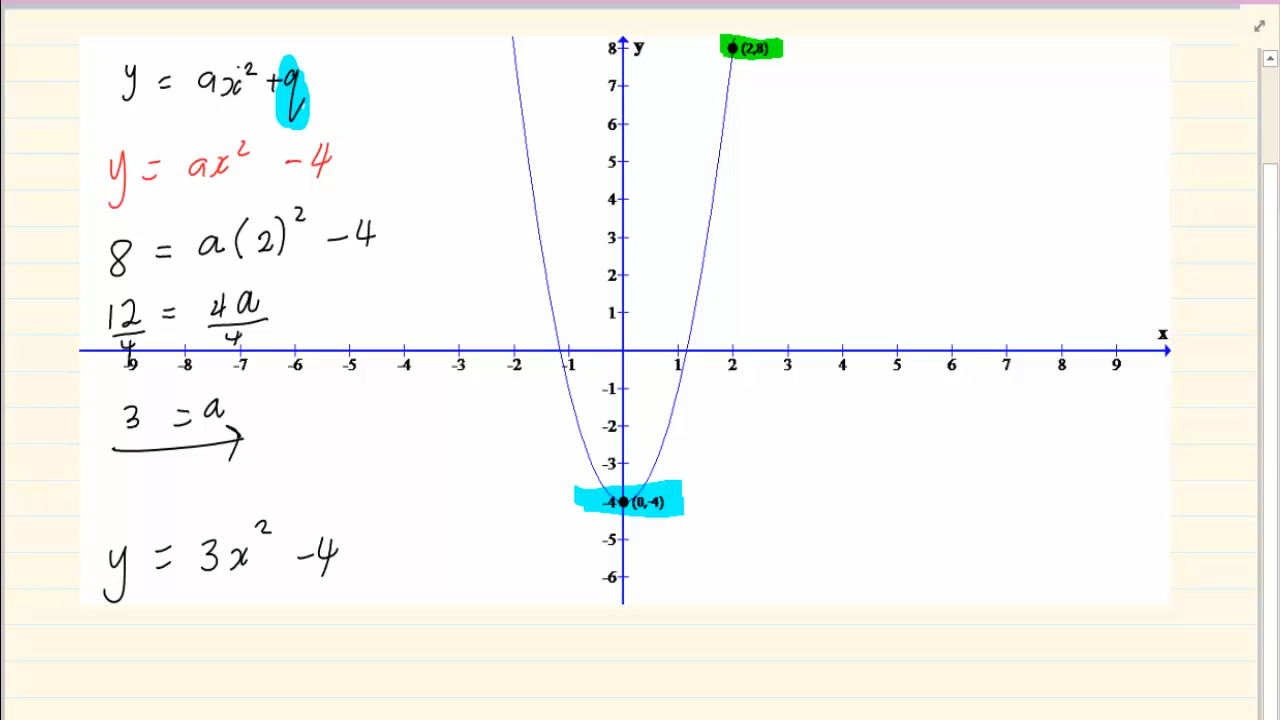 y = ax² + q
y = ax² - 4
8 = a(2)² - 4
12/4 = 4a/4
3 = a
y = 3x² - 4
y
(2,8)
8
7
6
5
4
3
2
1
x
-9 -8 -7 -6 -5 -4 -3 -2 -1 1 2 3 4 5 6 7 8 9
-1
-2
-3
-4 (0,-4)
-5
-6